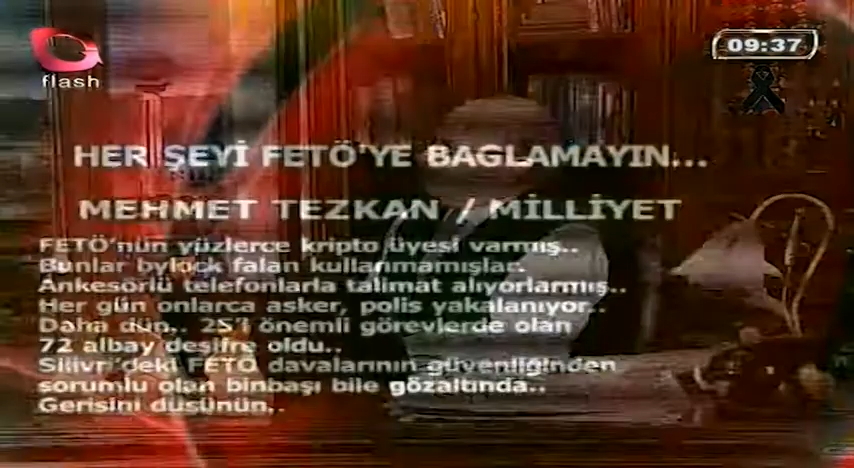 flash
09:37
HER ŞEYİ FETÖ'YE BAGLAMAYIN...
MEHMET TEZKAN / MİLLİYET
FETÖ'nün yüzlerce kripto üyesi varmış..
Bunlar bylock falan kullanmamışlar.
Ankesörlü telefonlarla talimat alıyorlarmış..
Her gün onlarca asker, polis yakalanıyor..
Daha dün.. 25'i önemli görevlerde olan
72 albay deşifre oldu..
Silivri'deki FETÖ davalarının güvenliğinden
sorumlu olan binbaşı bile gözaltında..
Gerisini düşünün..